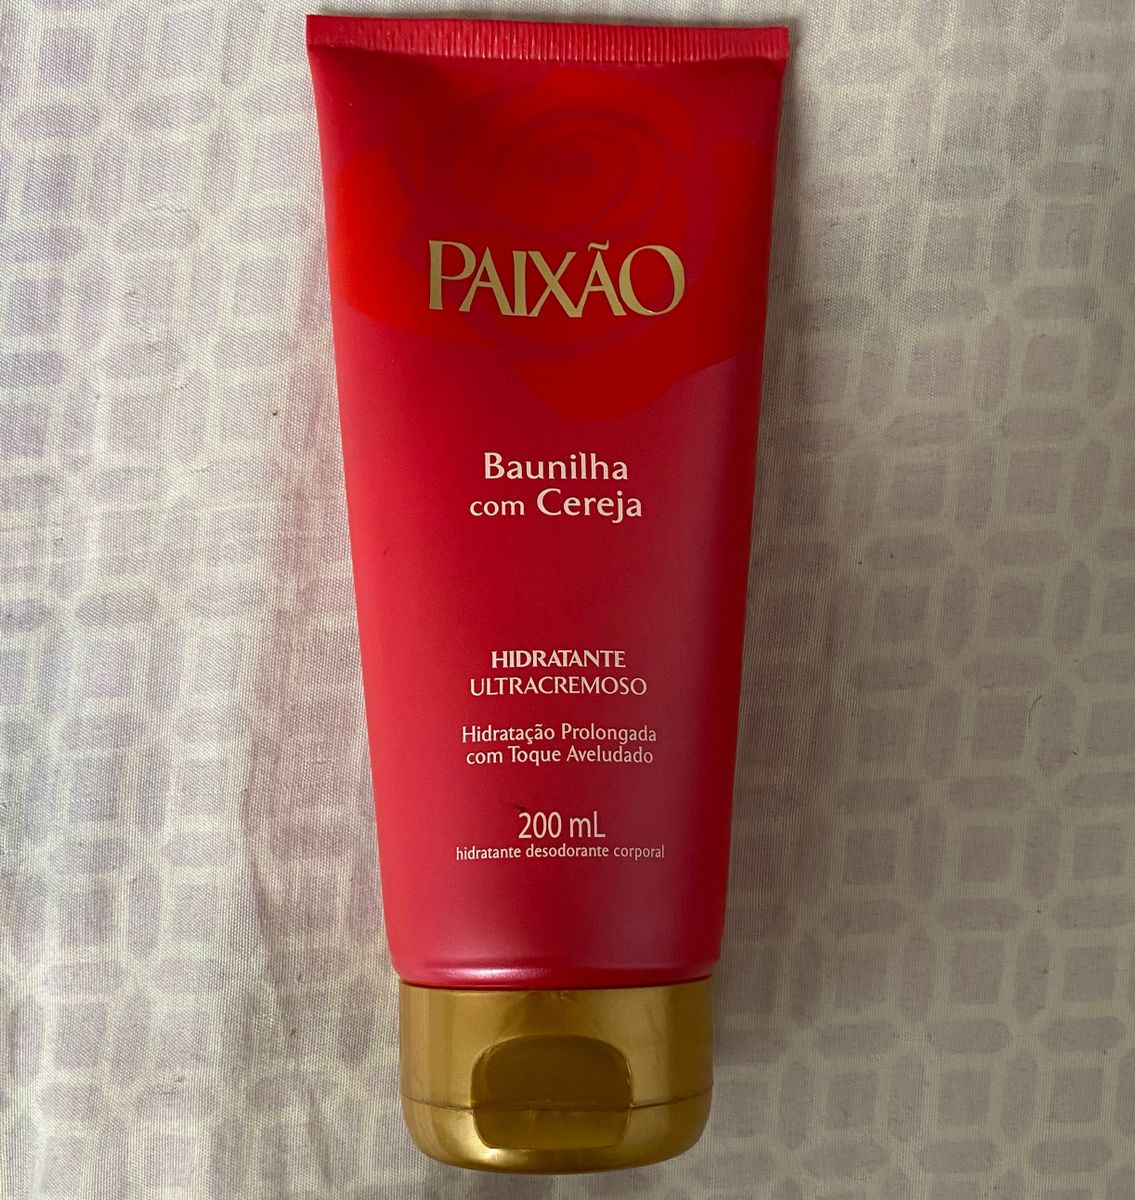 PAIXÃO
Baunilha
com Cereja
HIDRATANTE
ULTRACREMOSO
Hidratação Prolongada
com Toque Aveludado
200 mL
hidratante desodorante corporal